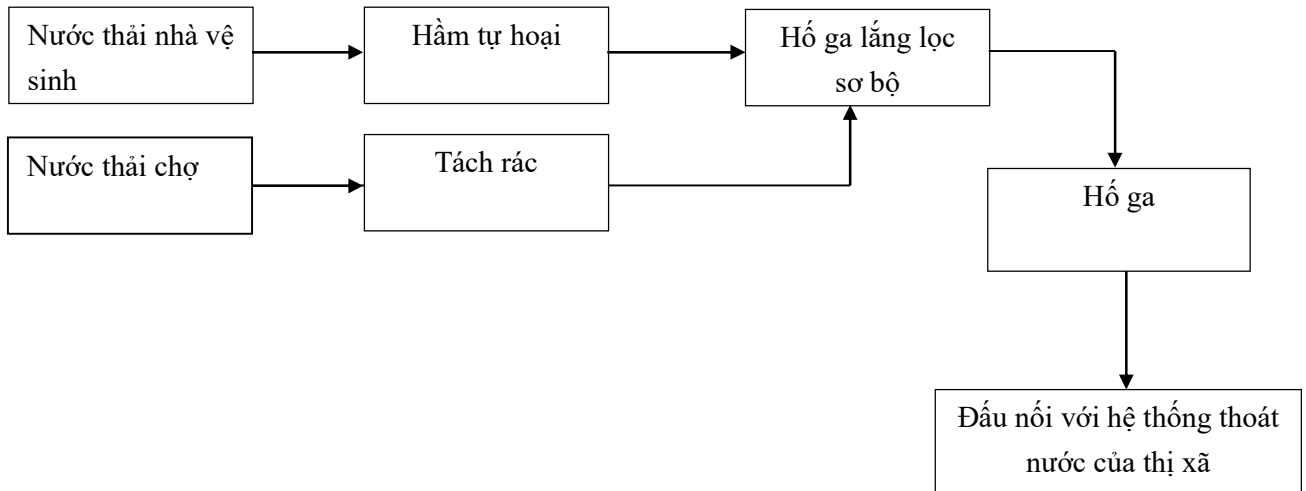 Nước thải nhà vệ
sinh
Hầm tự hoại
Hố ga lắng lọc
sơ bộ
Nước thải chợ
Tách rác
Hố ga
Đấu nối với hệ thống thoát
nước của thị xã